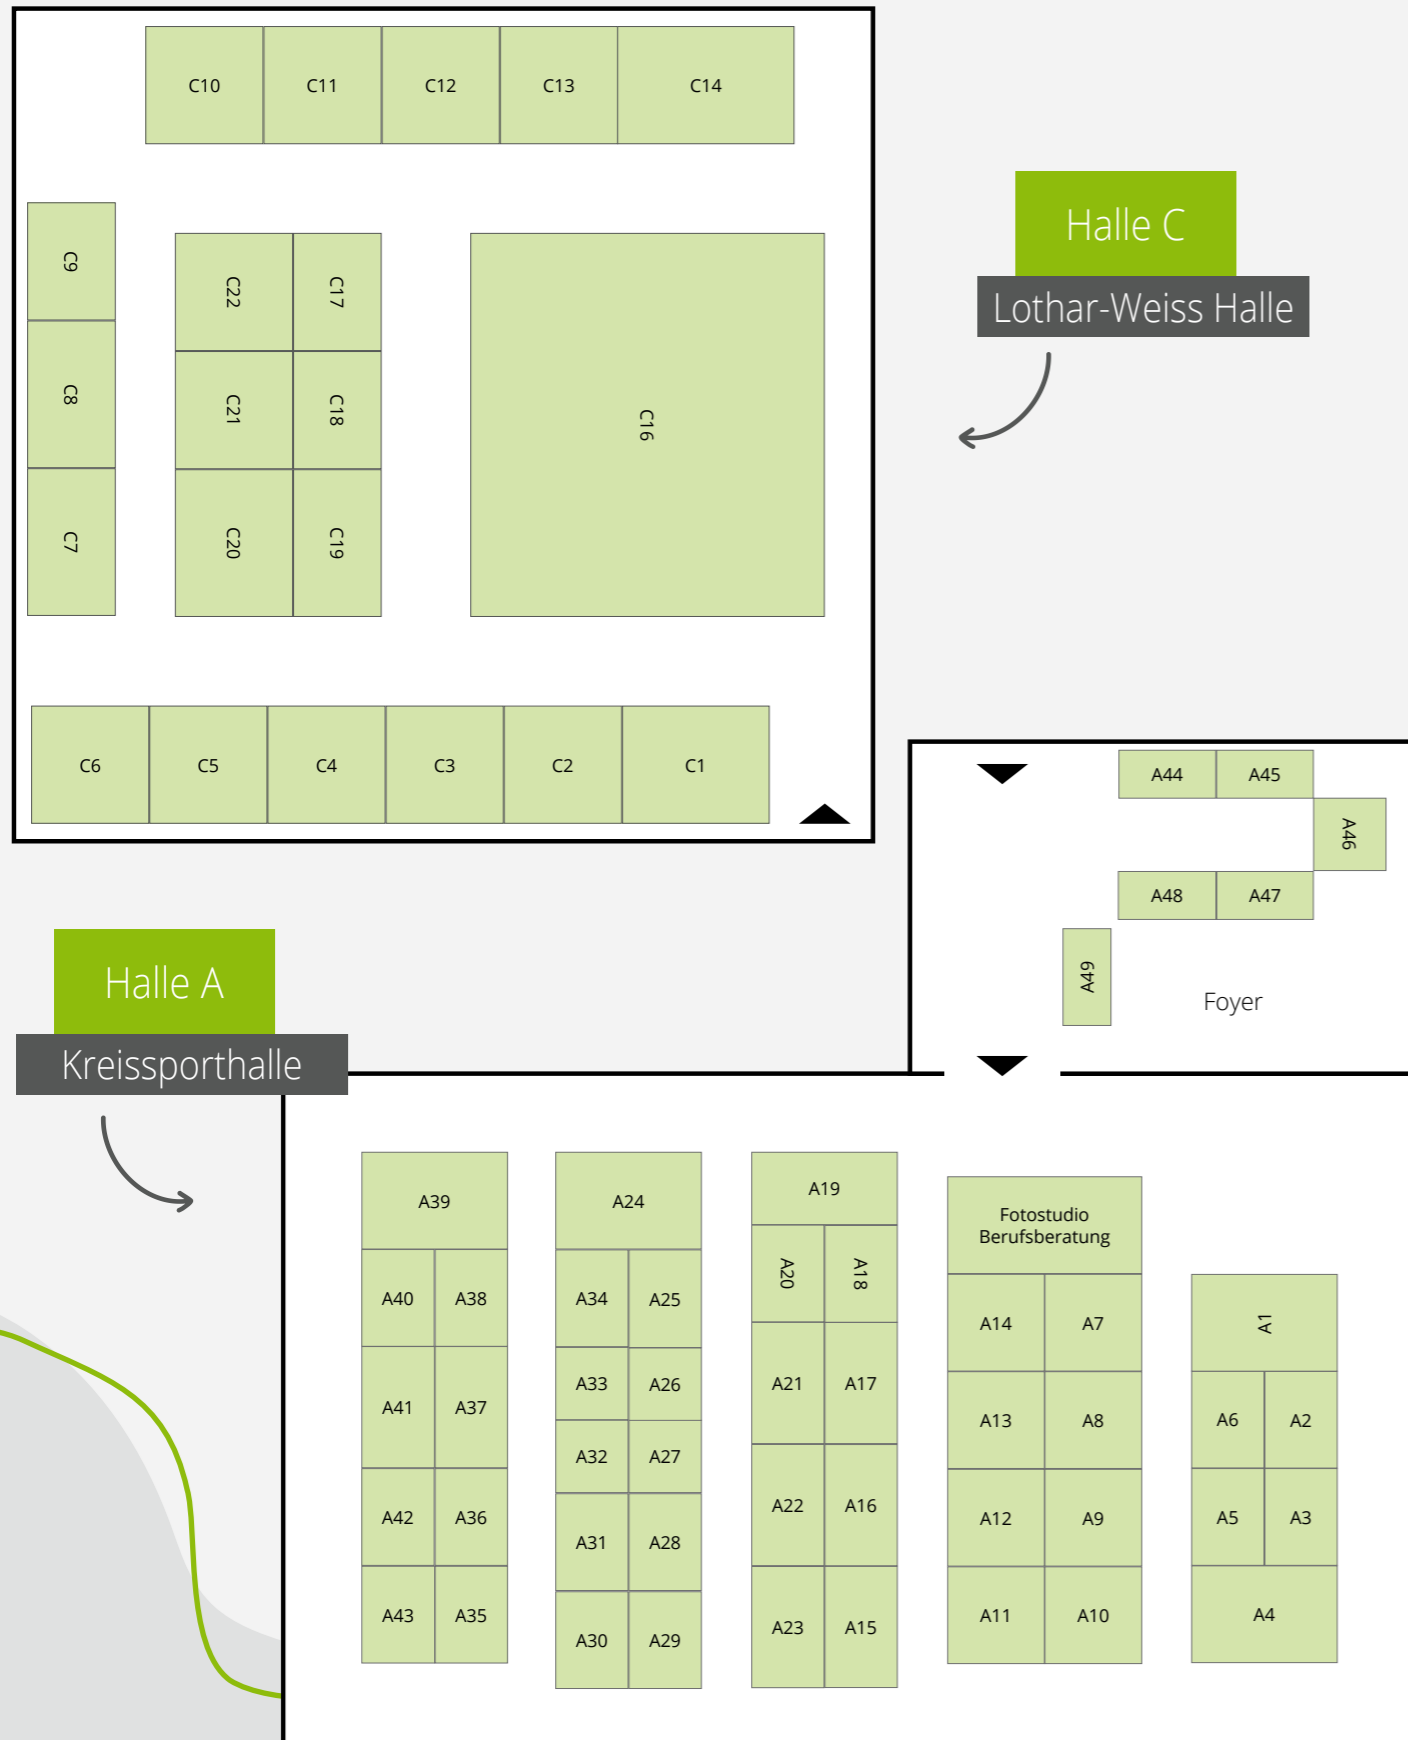 C10 C11 C12 C13 C14
Halle C
Lothar-Weiss Halle
C9
C8
C7
C22 C17
C21 C18
C20 C19
C16
C6 C5 C4 C3 C2 C1
A44 A45
A46
A48 A47
A49
Foyer
Halle A
Kreissporthalle
A39
A40 A38
A41 A37
A42 A36
A43 A35
A24
A34 A25
A33 A26
A32 A27
A31 A28
A30 A29
A19
A20 A18
A21 A17
A22 A16
A23 A15
Fotostudio
Berufsberatung
A14 A7
A13 A8
A12 A9
A11 A10
A1
A6 A2
A5 A3
A4